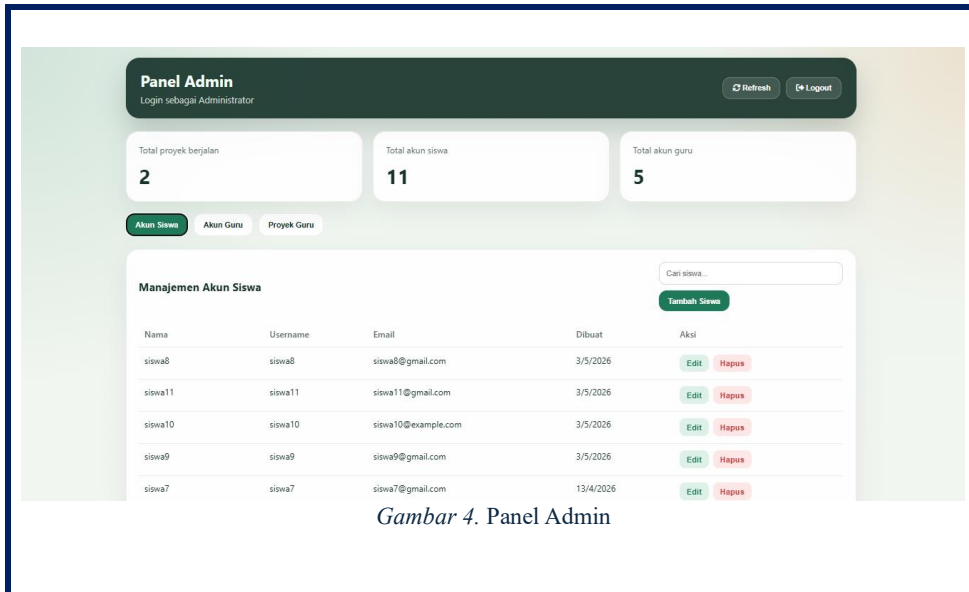 Panel Admin
Login sebagai Administrator
Refresh
Logout
Total proyek berjalan
2
Total akun siswa
11
Total akun guru
5
Akun Siswa
Akun Guru
Proyek Guru
Manajemen Akun Siswa
Cari siswa...
Tambah Siswa
Nama Username Email Dibuat Aksi
siswa8 siswa8 siswa8@gmail.com 3/5/2026 Edit Hapus
siswa11 siswa11 siswa11@gmail.com 3/5/2026 Edit Hapus
siswa10 siswa10 siswa10@example.com 3/5/2026 Edit Hapus
siswa9 siswa9 siswa9@gmail.com 3/5/2026 Edit Hapus
siswa7 siswa7 siswa7@gmail.com 13/4/2026 Edit Hapus
Gambar 4. Panel Admin